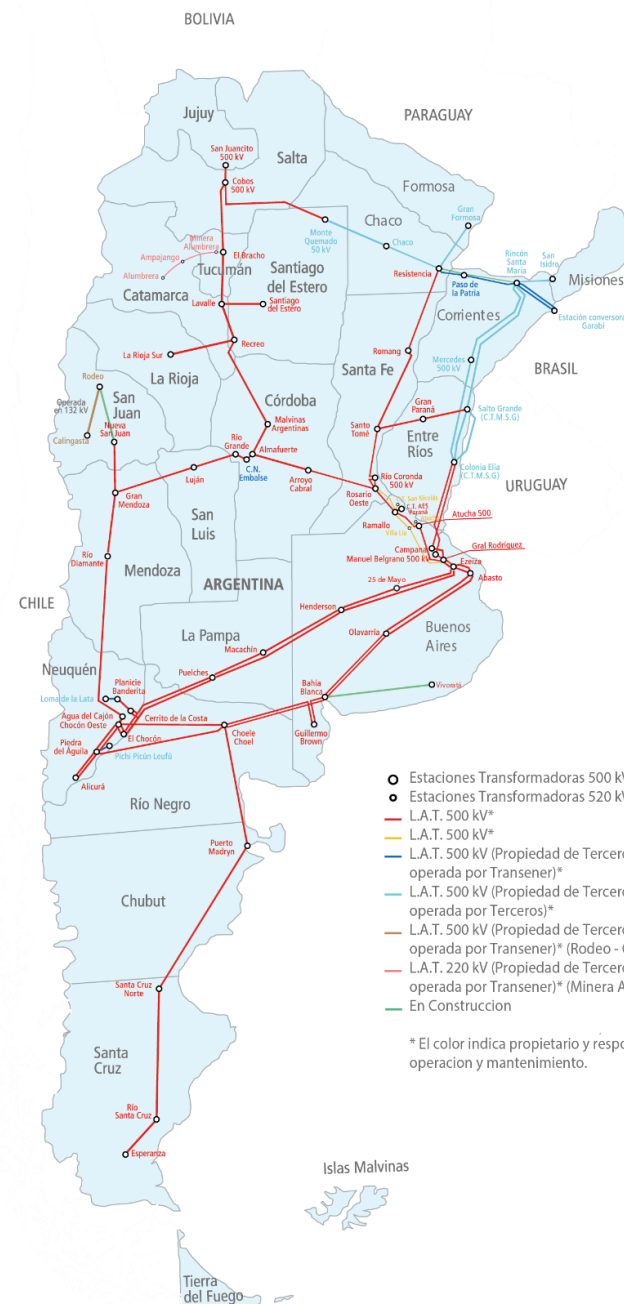 BOLIVIA
PARAGUAY
Jujuy
San Juancito
500 kV
Salta
Cobos
500 kV
Formosa
Gran
Formosa
Chaco
Monte
Quemado
50 kV
Chaco
Minera
Alumbrera
Ampajango
El Bracho
Alumbrera
Tucumán
Santiago
del Estero
Resistencia
Paso de
la Patria
Rincón
Santa
María
San
Isidro
Misiones
Catamarca
Lavalle
Santiago
del Estero
Corrientes
Estación conversora
Garabí
Recreo
La Rioja Sur
La Rioja
Santa Fe
Romang
Mercedes
500 kV
BRASIL
Rodeo
Operada
en 132 kV
San
Juan
Calingasta
Nueva
San Juan
Córdoba
Malvinas
Argentinas
Santo
Tomé
Gran
Paraná
Salto Grande
(C.T.M.S.G)
Entre
Ríos
Río
Grande
Almafuerte
C.N.
Embalse
Luján
Arroyo
Cabral
Río Coronda
500 kV
Rosario
Oeste
Colonia Elía
(C.T.M.S.G)
URUGUAY
Gran
Mendoza
San
Luis
Ramallo
Villa Lía
Atucha 500
Campana
Manuel Belgrano 500 kV
Gral Rodríguez
Ezeiza
Abasto
Río
Diamante
Mendoza
ARGENTINA
CHILE
25 de Mayo
Henderson
La Pampa
Macachín
Olavarría
Buenos
Aires
Puelches
Neuquén
Planicie
Banderita
Loma de la Lata
Bahía
Blanca
Vivoratá
Agua del Cajón
Chocón Oeste
Cerrito de la Costa
El Chocón
Choele
Choel
Guillermo
Brown
Piedra
del Águila
Pichi Picún Leufú
Alicurá
Río Negro
Estaciones Transformadoras 500 k
Estaciones Transformadoras 520 k
L.A.T. 500 kV*
L.A.T. 500 kV*
L.A.T. 500 kV (Propiedad de Tercero
operada por Transener)*
L.A.T. 500 kV (Propiedad de Tercero
operada por Terceros)*
L.A.T. 500 kV (Propiedad de Tercero
operada por Transener)* (Rodeo -
L.A.T. 220 kV (Propiedad de Tercero
operada por Transener)* (Minera A
En Construccion
* El color indica propietario y respo
operacion y mantenimiento.
Puerto
Madryn
Chubut
Santa Cruz
Norte
Santa
Cruz
Río
Santa Cruz
Esperanza
Islas Malvinas
Tierra
del Fuego